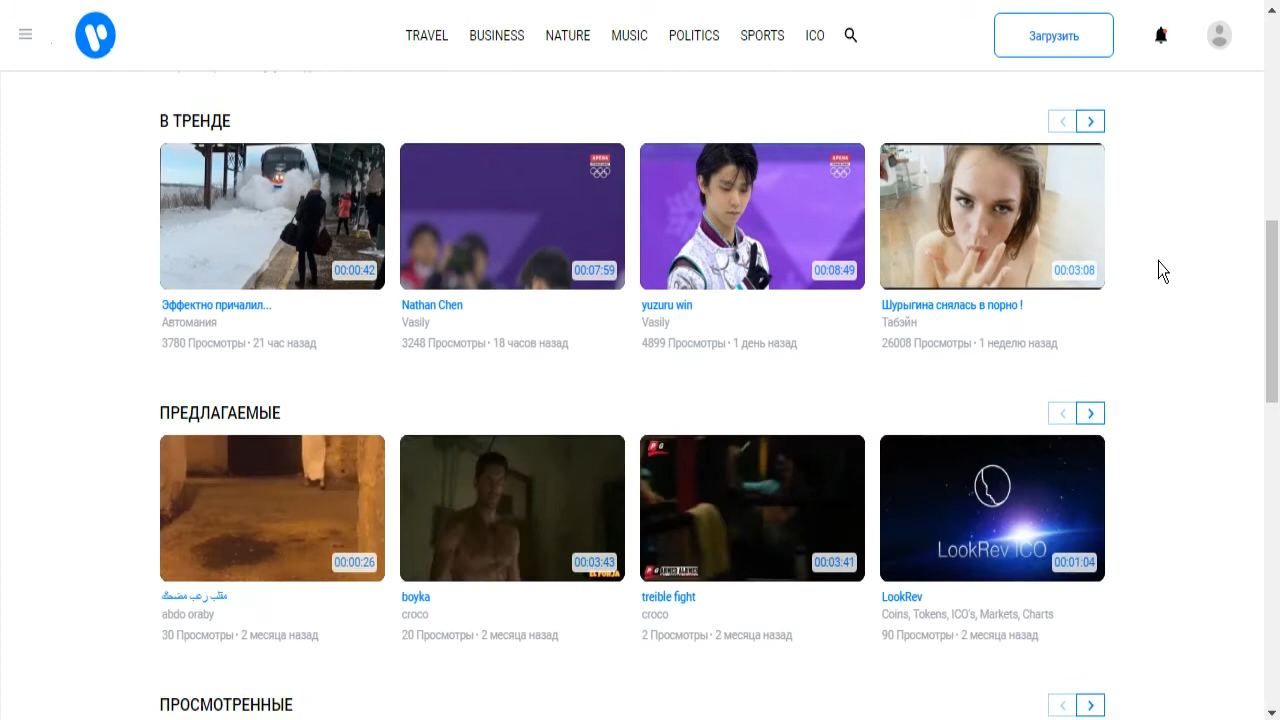 TRAVEL BUSINESS NATURE MUSIC POLITICS SPORTS ICO Загрузить
В ТРЕНДЕ
00:00:42 00:07:59 00:08:49 00:03:08
Эффектно причалил... Nathan Chen yuzuru win Шурыгина снялась в порно !
Автомания Vasily Vasily Табэйн
3780 Просмотры · 21 час назад 3248 Просмотры · 18 часов назад 4899 Просмотры · 1 день назад 26008 Просмотры · 1 неделю назад
ПРЕДЛАГАЕМЫЕ
LookRev ICO
00:00:26 00:03:43 00:03:41 00:01:04
مقلب رعب مضحك boyka treible fight LookRev
abdo oraby croco croco Coins, Tokens, ICO's, Markets, Charts
30 Просмотры · 2 месяца назад 20 Просмотры · 2 месяца назад 2 Просмотры · 2 месяца назад 90 Просмотры · 2 месяца назад
ПРОСМОТРЕННЫЕ